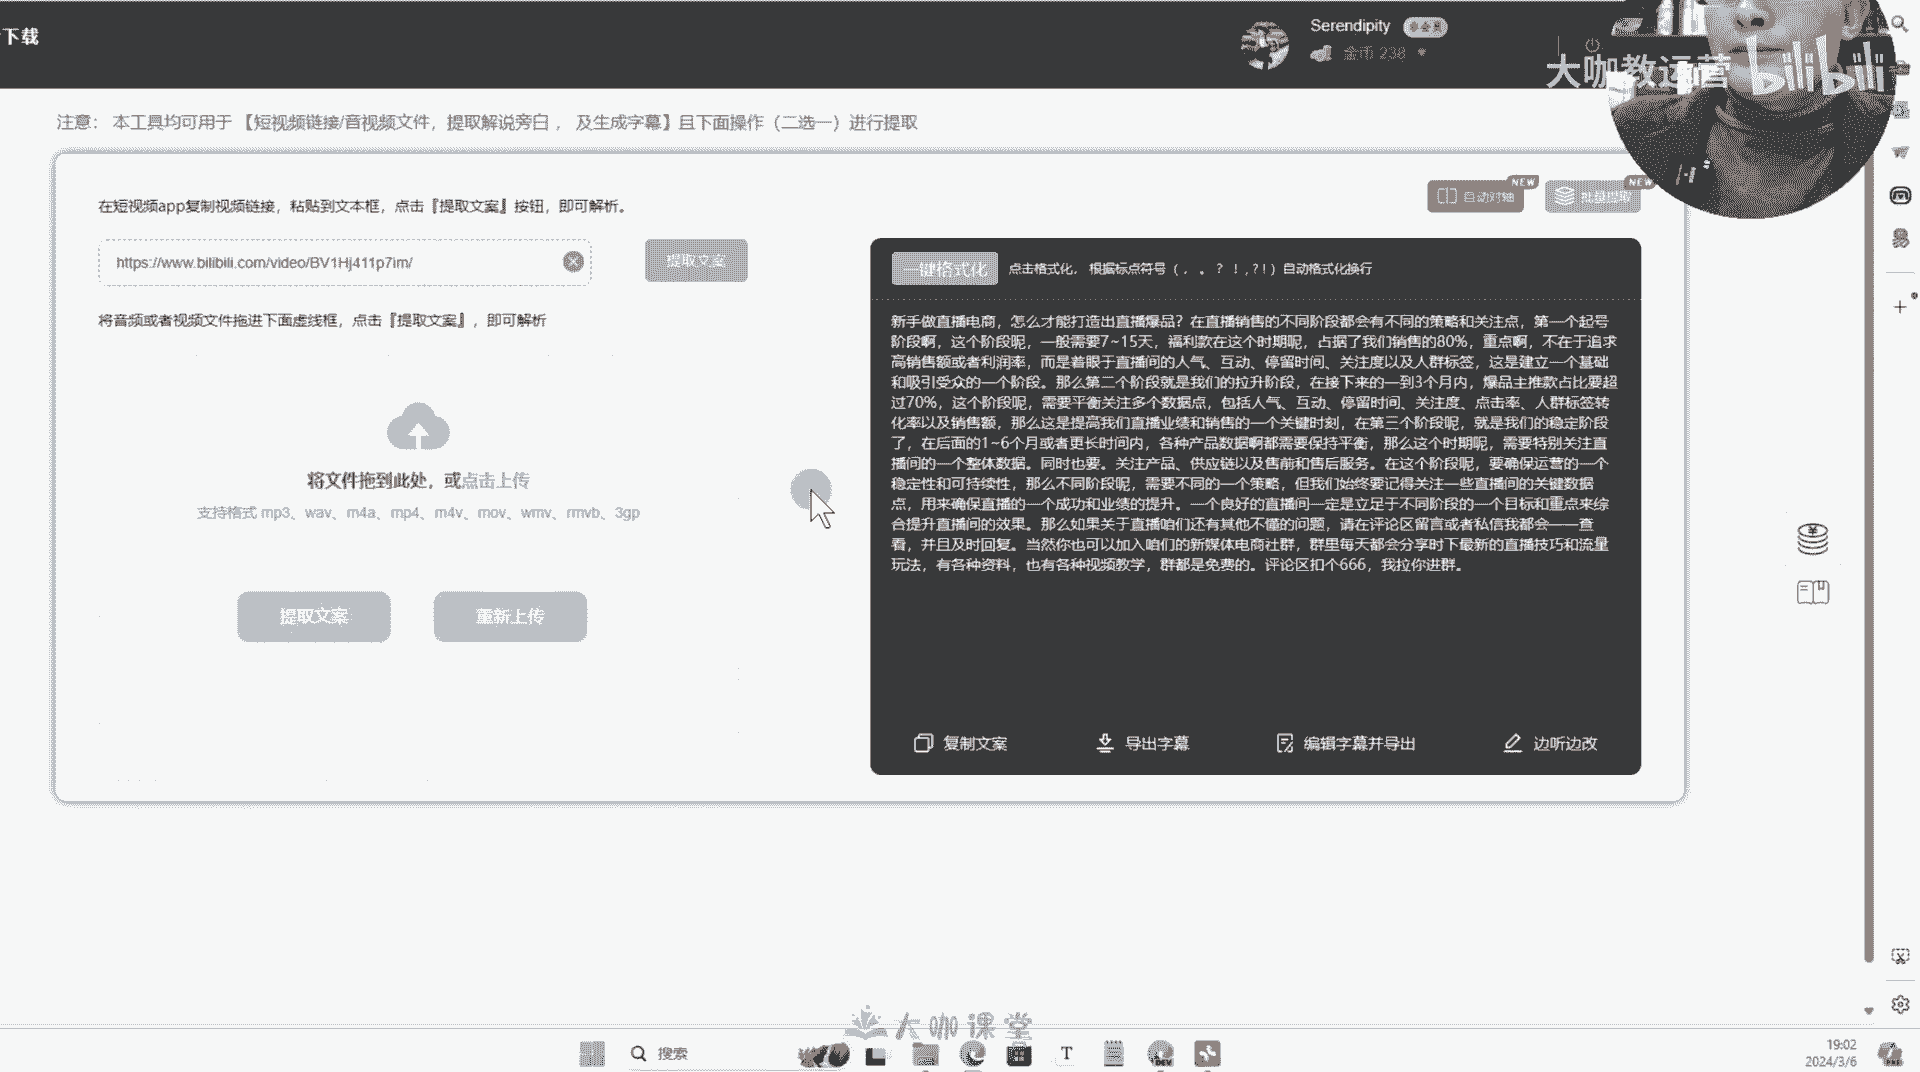 下载
Serendipity
金币 238
大咖教运营 bilibili
注意： 本工具均可用于 【短视频链接/音视频文件，提取解说旁白 ， 及生成字幕】且下面操作（二选一）进行提取
在短视频app复制视频链接，粘贴到文本框，点击『提取文案』按钮，即可解析。
自动对轴 NEW
批量提取 NEW
https://www.bilibili.com/video/BV1Hj411p7im/
提取文案
一键格式化 点击格式化， 根据标点符号（ ， 。 ？ ！ , ? ! ）自动格式化换行
将音频或者视频文件拖进下面虚线框，点击『提取文案』，即可解析
新手做直播电商，怎么才能打造出直播爆品？在直播销售的不同阶段都会有不同的策略和关注点，第一个起号
阶段啊，这个阶段呢，一般需要7~15天，福利款在这个时期呢，占据了我们销售的80%，重点啊，不在于追求
高销售额或者利润率，而是着眼于直播间的人气、互动、停留时间、关注度以及人群标签，这是建立一个基础
和吸引受众的一个阶段。那么第二个阶段就是我们的拉升阶段，在接下来的一到3个月内，爆品主推款占比要超
过70%，这个阶段呢，需要平衡关注多个数据点，包括人气、互动、停留时间、关注度、点击率、人群标签转
化率以及销售额，那么这是提高我们直播业绩和销售的一个关键时刻，在第三个阶段呢，就是我们的稳定阶段
了，在后面的1~6个月或者更长时间内，各种产品数据啊都需要保持平衡，那么这个时期呢，需要特别关注直
播间的一个整体数据。同时也要。关注产品、供应链以及售前和售后服务。在这个阶段呢，要确保运营的一个
稳定性和可持续性，那么不同阶段呢，需要不同的一个策略，但我们始终要记得关注一些直播间的关键数据
点，用来确保直播的一个成功和业绩的提升。一个良好的直播间一定是立足于不同阶段的一个目标和重点来综
合提升直播间的效果。那么如果关于直播咱们还有其他不懂的问题，请在评论区留言或者私信我都会一一查
看，并且及时回复。当然你也可以加入咱们的新媒体电商社群，群里每天都会分享时下最新的直播技巧和流量
玩法，有各种资料，也有各种视频教学，群都是免费的。评论区扣个666，我拉你进群。
将文件拖到此处，或点击上传
支持格式 mp3、wav、m4a、mp4、m4v、mov、wmv、rmvb、3gp
提取文案
重新上传
复制文案
导出字幕
编辑字幕并导出
边听边改
大咖课堂
搜索
T
DEV
19:02
2024/3/6